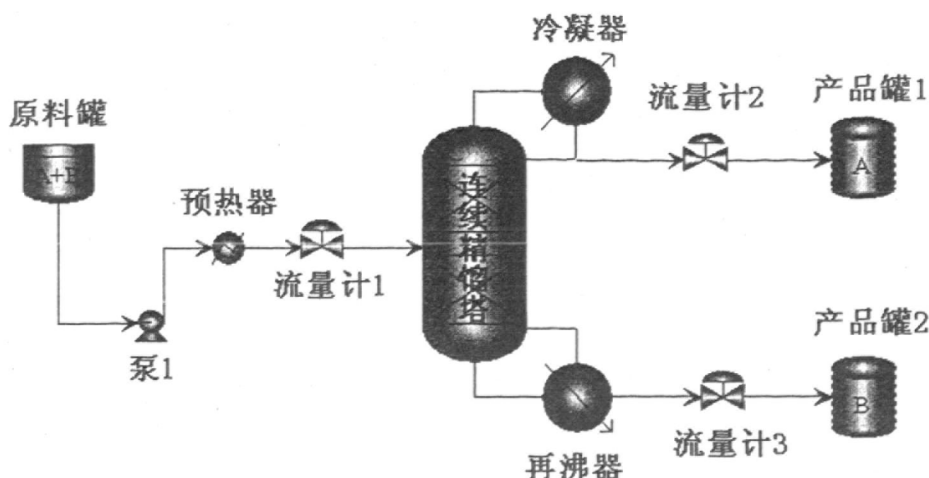 冷凝器
流量计2
产品罐1
原料罐
A+B
A
预热器
连续精馏塔
流量计1
泵1
产品罐2
B
流量计3
再沸器